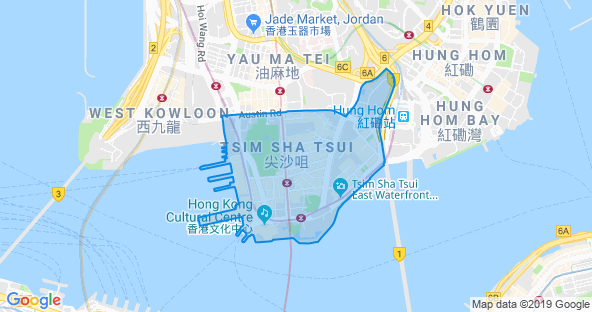 HOK YUEN
鶴園
Jade Market, Jordan
香港玉器市場
Hoi Wang Rd
6
2
6
6A
6A
YAU MA TEI
油麻地
HUNG HOM
紅磡
WEST KOWLOON
西九龍
Austin Rd
Hung Hom
紅磡站
HUNG
HOM BAY
紅磡灣
TSIM SHA TSUI
尖沙咀
3
Tsim Sha Tsui
East Waterfront...
Hong Kong
Cultural Centre
香港文化中心
1
6B
Google
Map data ©2019 Google